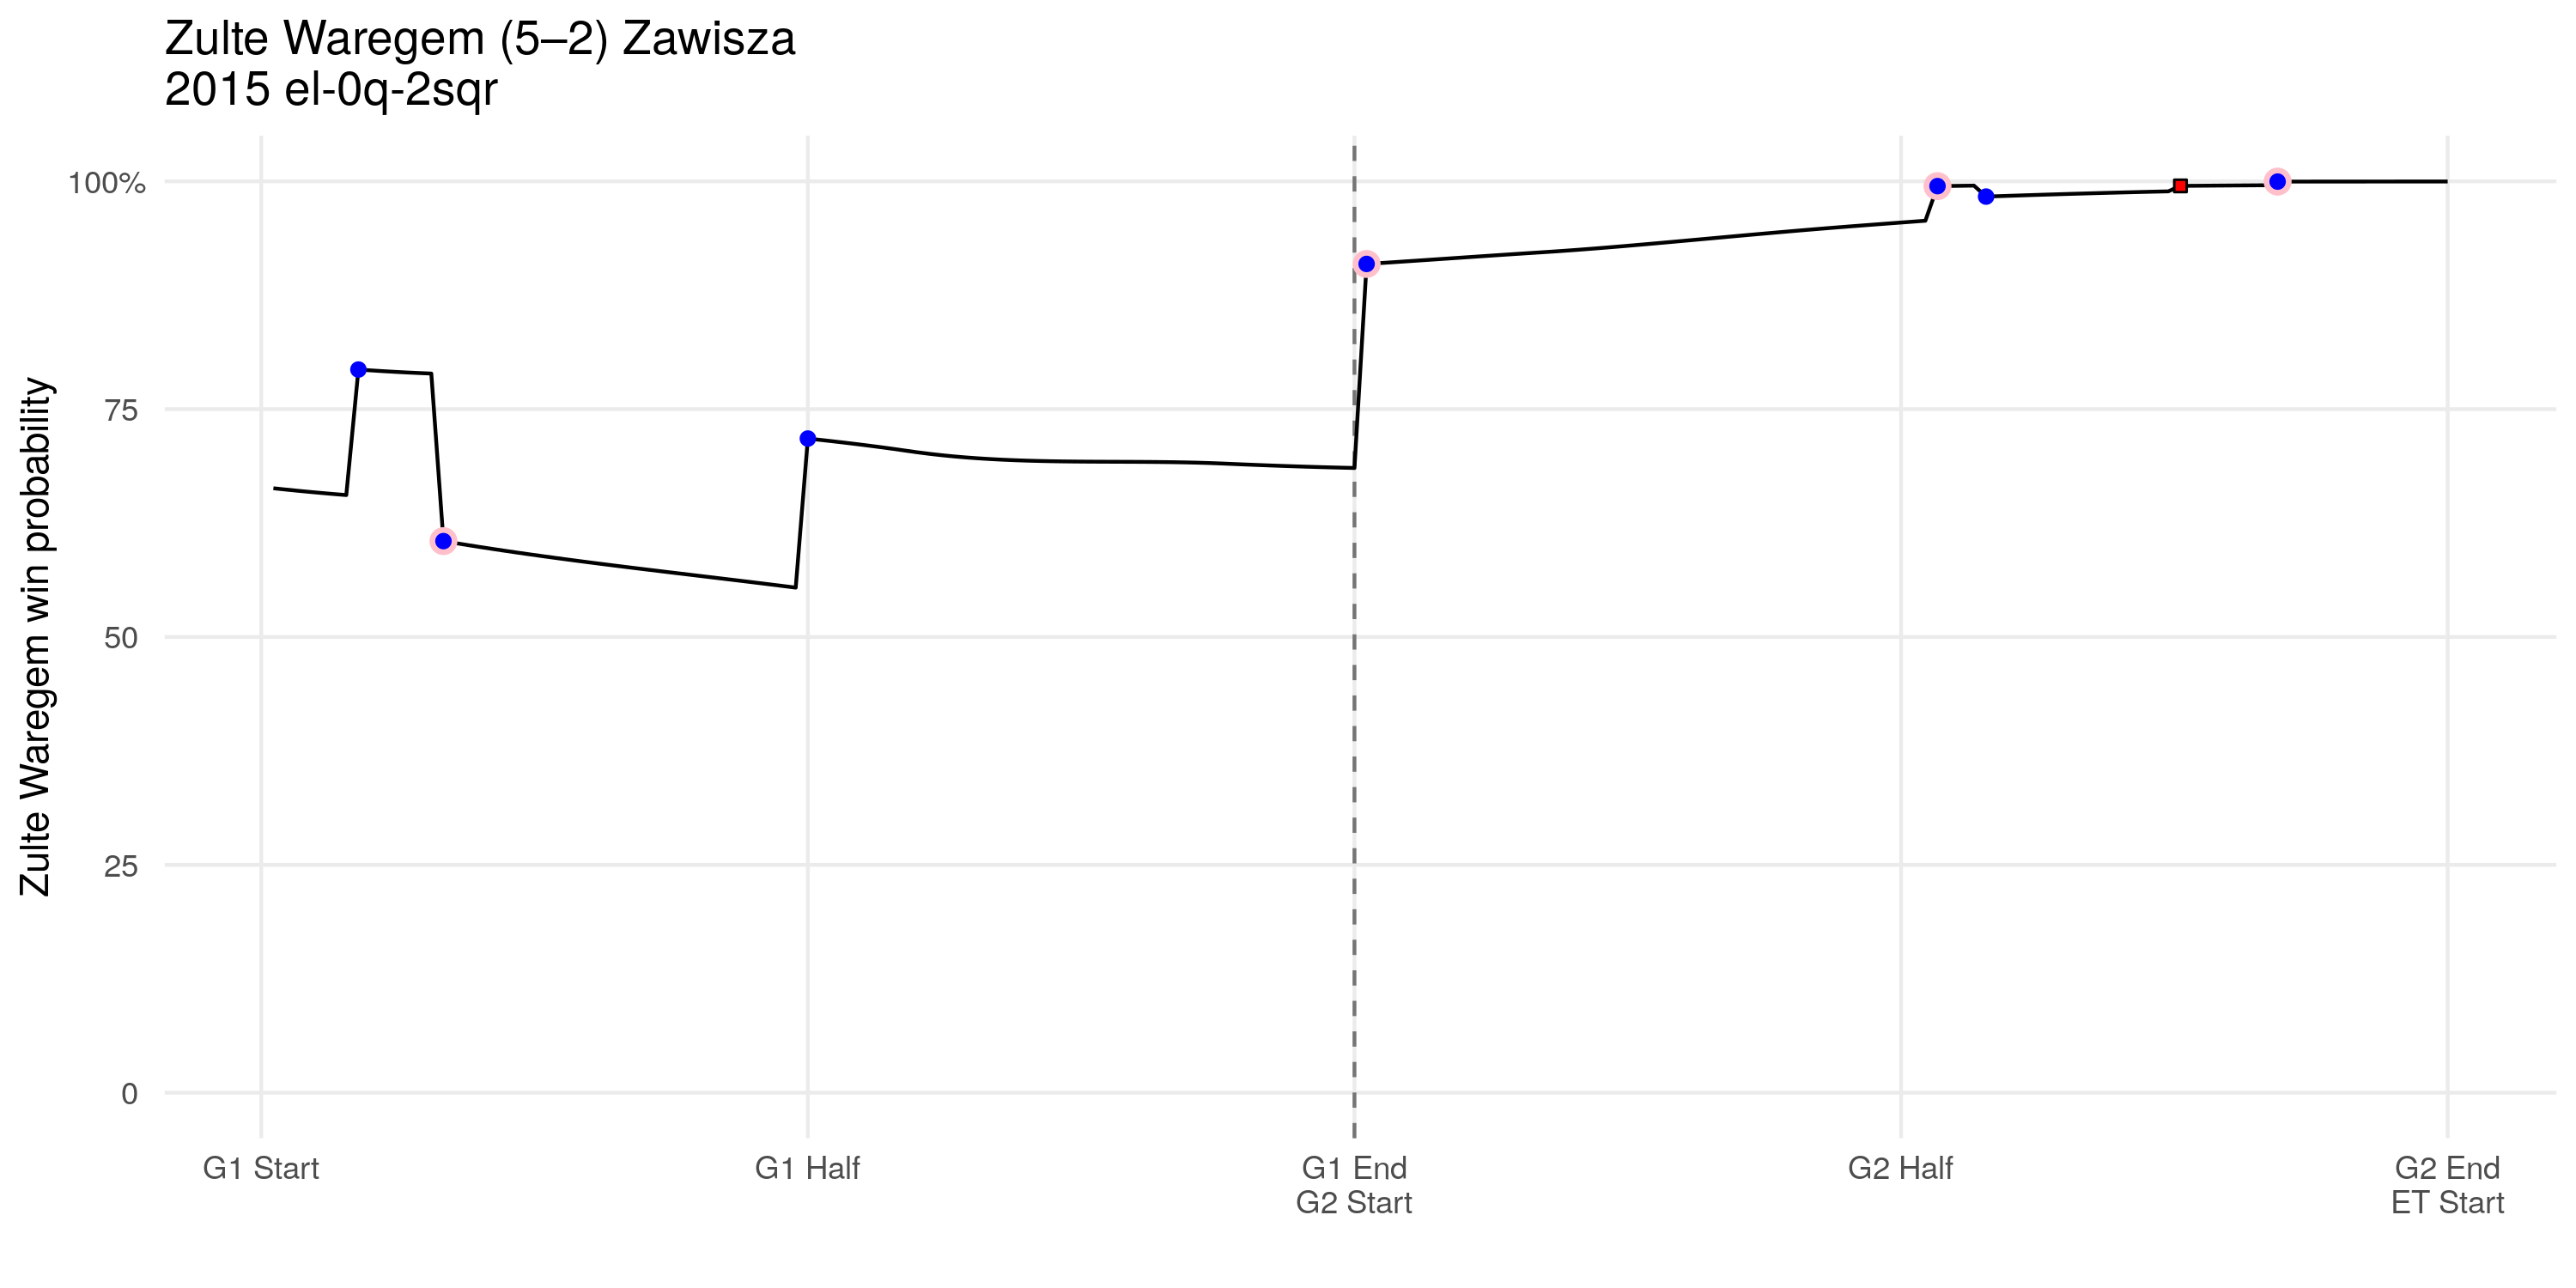 Zulte Waregem (5–2) Zawisza
2015 el-0q-2sqr
Zulte Waregem win probability
100%
75
50
25
0
G1 Start
G1 Half
G1 End
G2 Start
G2 Half
G2 End
ET Start